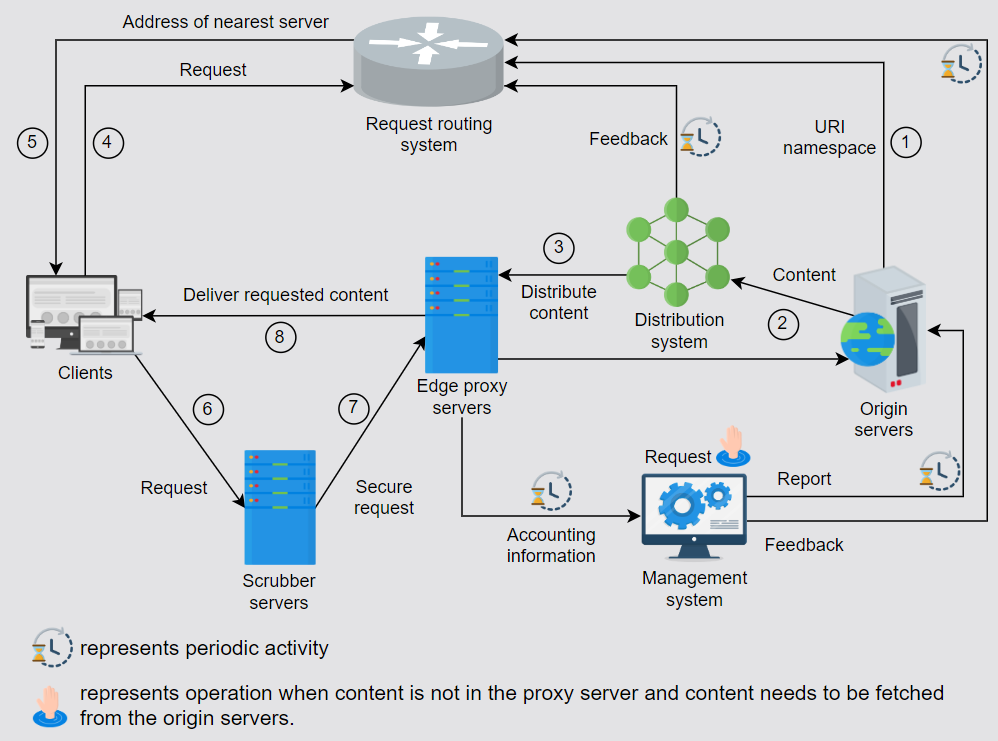 Address of nearest server
Request
5
4
Request routing
system
Feedback
URI
namespace
1
3
Distribute
content
Content
2
Distribution
system
Deliver requested content
8
Clients
Edge proxy
servers
Origin
servers
6
7
Request
Secure
request
Scrubber
servers
Request
Report
Accounting
information
Feedback
Management
system
represents periodic activity
represents operation when content is not in the proxy server and content needs to be fetched
from the origin servers.